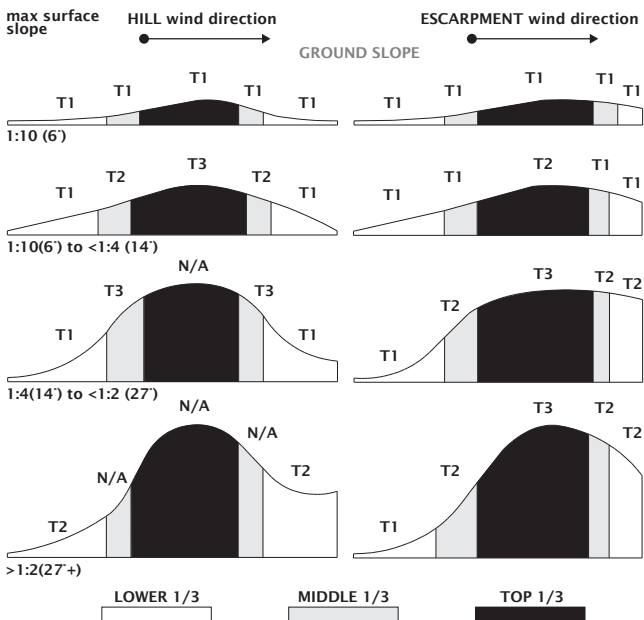 max surface slope
HILL wind direction
ESCARPMENT wind direction
GROUND SLOPE
T1 T1 T1 T1 T1
T1 T1 T1 T1 T1
1:10 (6°)
T1 T2 T3 T2 T1
T1 T1 T2 T1 T1
1:10(6°) to <1:4 (14°)
T1 T3 N/A T3 T1
T1 T2 T3 T2 T2
1:4(14°) to <1:2 (27°)
T2 N/A N/A N/A T2
T1 T2 T3 T2 T2
>1:2(27°+)
LOWER 1/3
MIDDLE 1/3
TOP 1/3